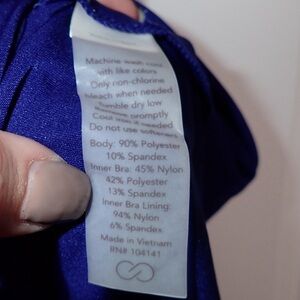 Machine wash cold
with like colors
Only non-chlorine
bleach when needed
Tumble dry low
Remove promptly
Cool iron if needed
Do not use softeners
Body: 90% Polyester
10% Spandex
Inner Bra: 45% Nylon
42% Polyester
13% Spandex
Inner Bra Lining:
94% Nylon
6% Spandex
Made in Vietnam
RN# 104141